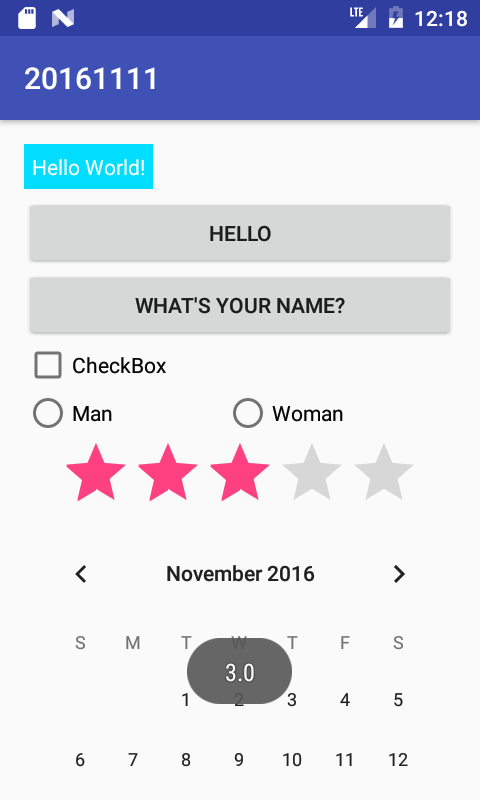 LTE 12:18
20161111
Hello World!
HELLO
WHAT'S YOUR NAME?
CheckBox
Man Woman
November 2016
S M T W T F S
3.0
1 2 3 4 5
6 7 8 9 10 11 12